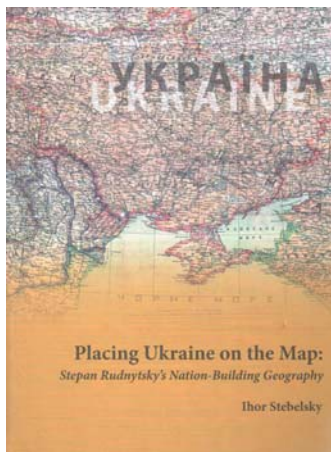 УКРАЇНА
UKRAINE
ЧОРНЕ МОРЕ
Placing Ukraine on the Map:
Stepan Rudnytsky's Nation-Building Geography
Ihor Stebelsky